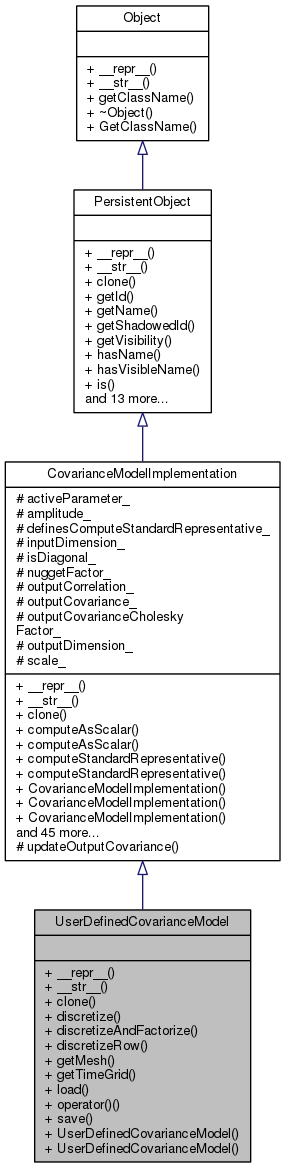 Object
+ __repr__()
+ __str__()
+ getClassName()
+ ~Object()
+ GetClassName()
PersistentObject
+ __repr__()
+ __str__()
+ clone()
+ getId()
+ getName()
+ getShadowedId()
+ getVisibility()
+ hasName()
+ hasVisibleName()
+ is()
and 13 more...
CovarianceModelImplementation
# activeParameter_
# amplitude_
# definesComputeStandardRepresentative_
# inputDimension_
# isDiagonal_
# nuggetFactor_
# outputCorrelation_
# outputCovariance_
# outputCovarianceCholesky
Factor_
# outputDimension_
# scale_
+ __repr__()
+ __str__()
+ clone()
+ computeAsScalar()
+ computeAsScalar()
+ computeStandardRepresentative()
+ computeStandardRepresentative()
+ CovarianceModelImplementation()
+ CovarianceModelImplementation()
+ CovarianceModelImplementation()
and 45 more...
# updateOutputCovariance()
UserDefinedCovarianceModel
+ __repr__()
+ __str__()
+ clone()
+ discretize()
+ discretizeAndFactorize()
+ discretizeRow()
+ getMesh()
+ getTimeGrid()
+ load()
+ operator()()
+ save()
+ UserDefinedCovarianceModel()
+ UserDefinedCovarianceModel()